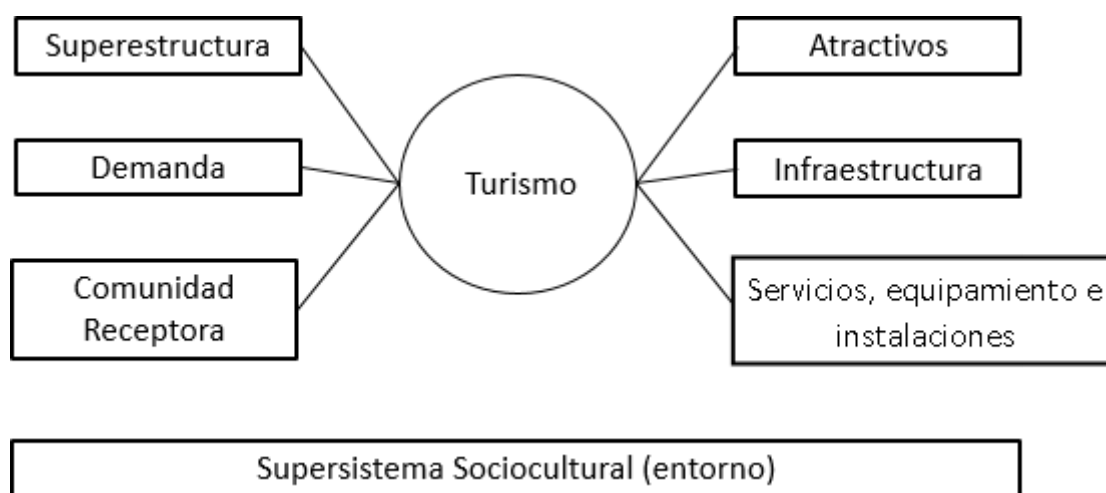 Superestructura
Atractivos
Demanda
Turismo
Infraestructura
Comunidad
Receptora
Servicios, equipamiento e
instalaciones
Supersistema Sociocultural (entorno)